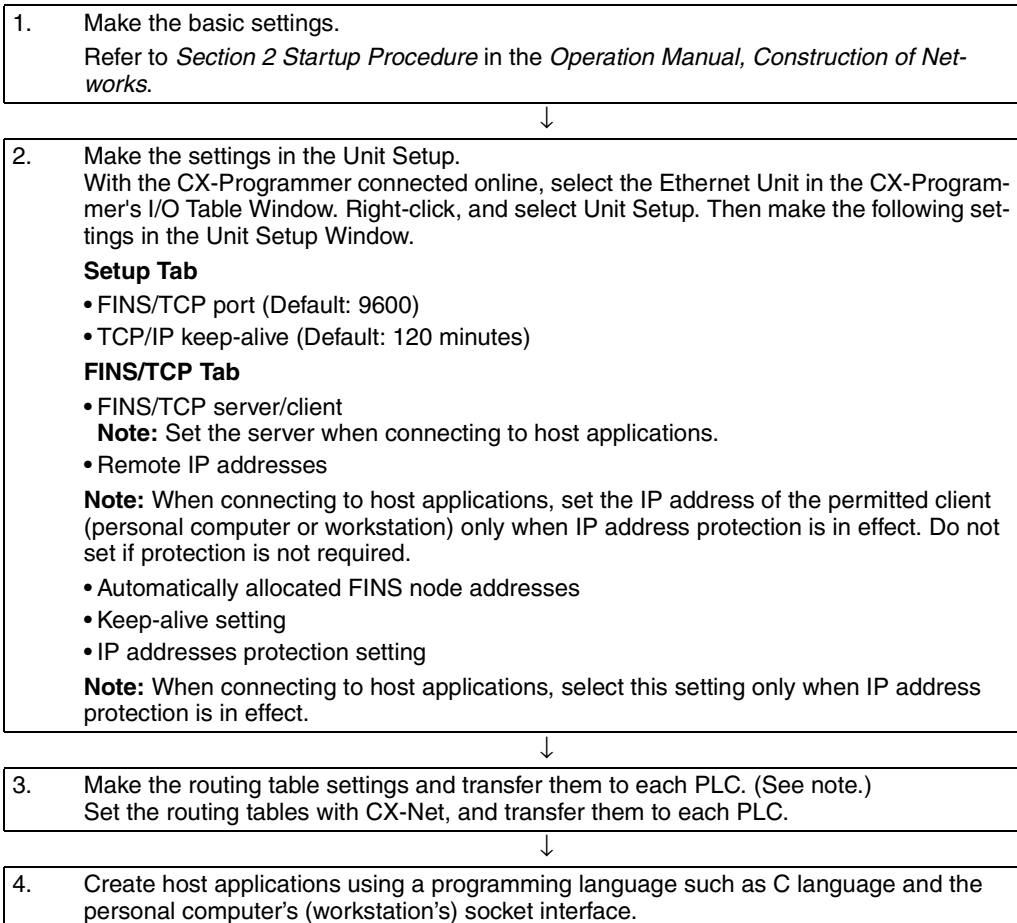 1. Make the basic settings.
Refer to Section 2 Startup Procedure in the Operation Manual, Construction of Net-
works.
↓
2. Make the settings in the Unit Setup.
With the CX-Programmer connected online, select the Ethernet Unit in the CX-Program-
mer's I/O Table Window. Right-click, and select Unit Setup. Then make the following set-
tings in the Unit Setup Window.
Setup Tab
• FINS/TCP port (Default: 9600)
• TCP/IP keep-alive (Default: 120 minutes)
FINS/TCP Tab
• FINS/TCP server/client
Note: Set the server when connecting to host applications.
• Remote IP addresses
Note: When connecting to host applications, set the IP address of the permitted client
(personal computer or workstation) only when IP address protection is in effect. Do not
set if protection is not required.
• Automatically allocated FINS node addresses
• Keep-alive setting
• IP addresses protection setting
Note: When connecting to host applications, select this setting only when IP address
protection is in effect.
↓
3. Make the routing table settings and transfer them to each PLC. (See note.)
Set the routing tables with CX-Net, and transfer them to each PLC.
↓
4. Create host applications using a programming language such as C language and the
personal computer's (workstation's) socket interface.